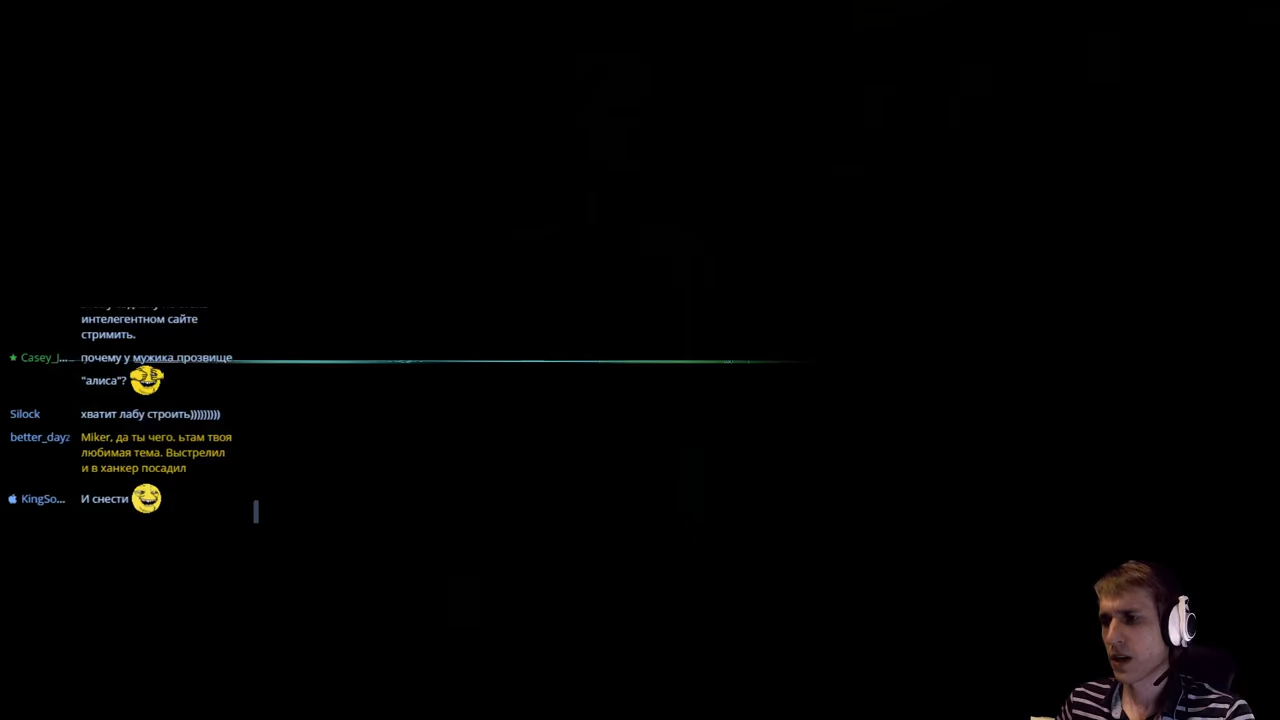 интелегентном сайте
стримить.
Casey_J... почему у мужика прозвище
"алиса"?
Silock хватит лабу строить)))))))))
better_dayz Miker, да ты чего. ьтам твоя
любимая тема. Выстрелил
и в ханкер посадил
KingSo... И снести